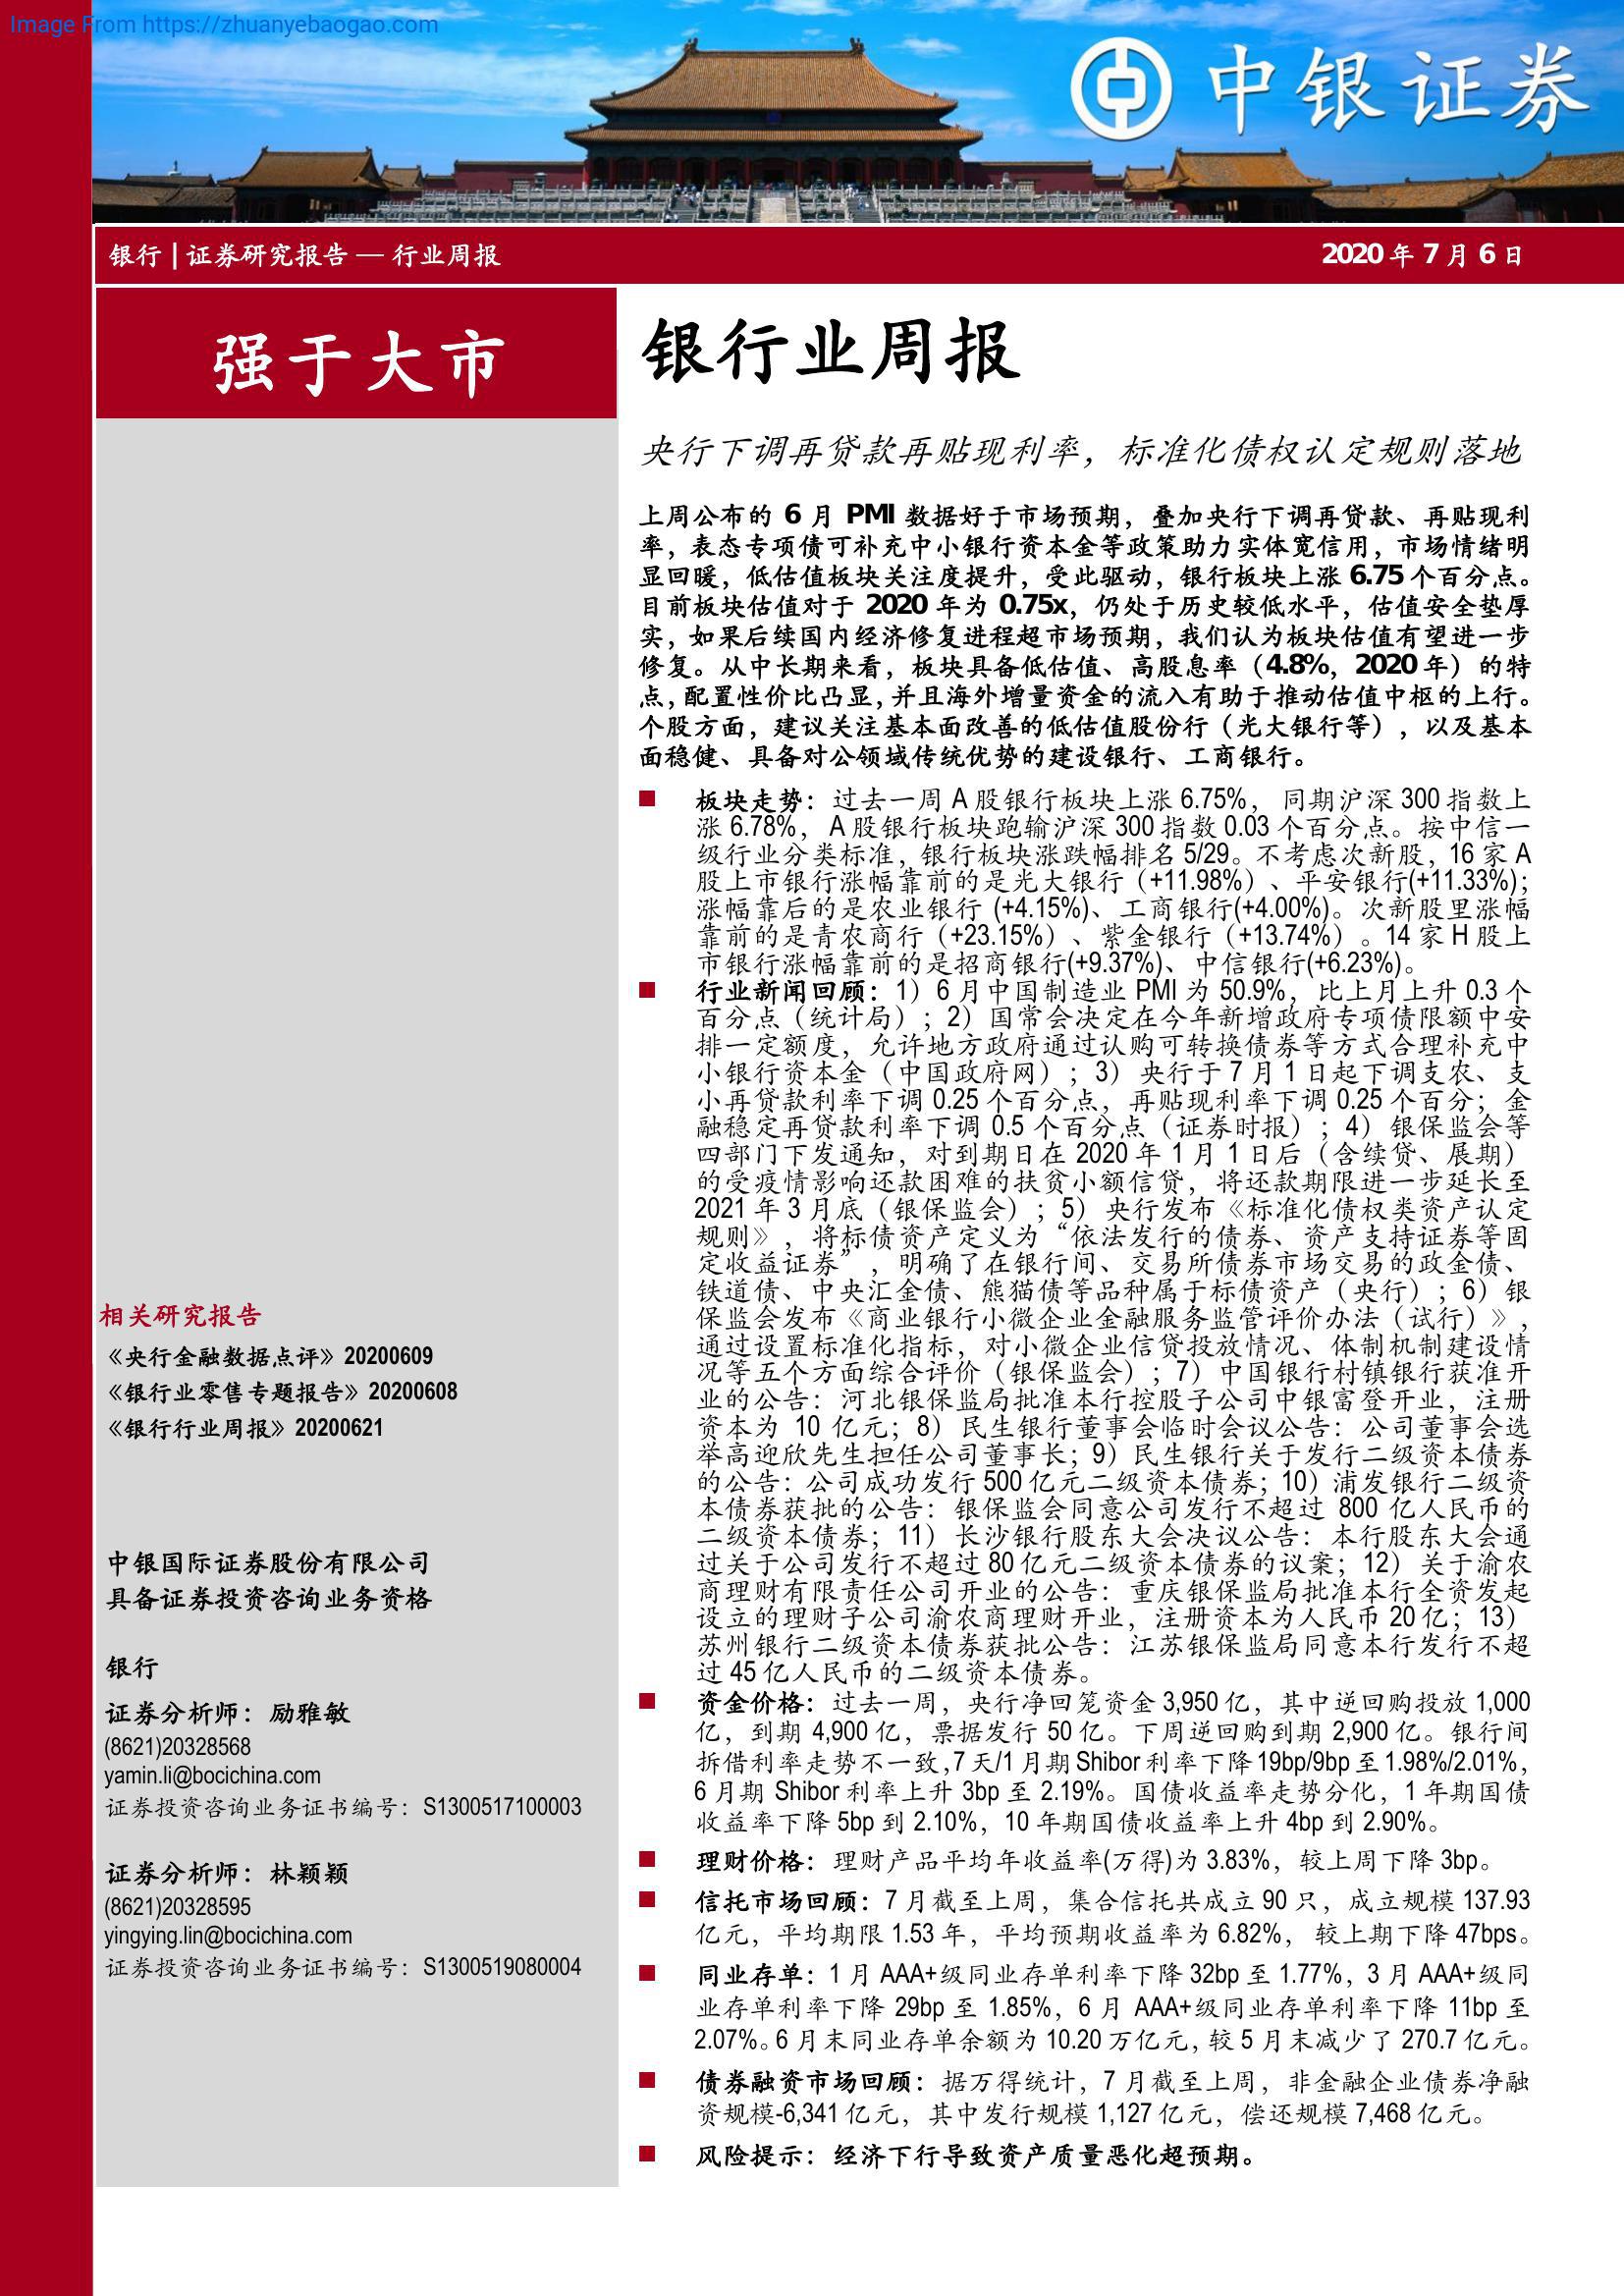 Image From https://zhuanyebaogao.com
中银证券
银行 | 证券研究报告 — 行业周报
2020 年 7 月 6 日
强于大市
银行业周报
央行下调再贷款再贴现利率，标准化债权认定规则落地
上周公布的 6 月 PMI 数据好于市场预期，叠加央行下调再贷款、再贴现利
率，表态专项债可补充中小银行资本金等政策助力实体宽信用，市场情绪明
显回暖，低估值板块关注度提升，受此驱动，银行板块上涨 6.75 个百分点。
目前板块估值对于 2020 年为 0.75x，仍处于历史较低水平，估值安全垫厚
实，如果后续国内经济修复进程超市场预期，我们认为板块估值有望进一步
修复。从中长期来看，板块具备低估值、高股息率（4.8%，2020 年）的特
点，配置性价比凸显，并且海外增量资金的流入有助于推动估值中枢的上行。
个股方面，建议关注基本面改善的低估值股份行（光大银行等），以及基本
面稳健、具备对公领域传统优势的建设银行、工商银行。
板块走势：过去一周 A 股银行板块上涨 6.75%， 同期沪深 300 指数上
涨 6.78%， A 股银行板块跑输沪深 300 指数 0.03 个百分点。按中信一
级行业分类标准，银行板块涨跌幅排名 5/29。不考虑次新股，16 家 A
股上市银行涨幅靠前的是光大银行（+11.98%）、平安银行(+11.33%)；
涨幅靠后的是农业银行 (+4.15%)、工商银行(+4.00%)。次新股里涨幅
靠前的是青农商行（+23.15%）、紫金银行（+13.74%）。14 家 H 股上
市银行涨幅靠前的是招商银行(+9.37%)、中信银行(+6.23%)。
行业新闻回顾：1）6 月中国制造业 PMI 为 50.9%， 比上月上升 0.3 个
百分点（统计局）；2）国常会决定在今年新增政府专项债限额中安
排一定额度，允许地方政府通过认购可转换债券等方式合理补充中
小银行资本金（中国政府网）；3）央行于 7 月 1 日起下调支农、支
小再贷款利率下调 0.25 个百分点，再贴现利率下调 0.25 个百分；金
融稳定再贷款利率下调 0.5 个百分点（证券时报）；4）银保监会等
四部门下发通知，对到期日在 2020 年 1 月 1 日后（含续贷、展期）
的受疫情影响还款困难的扶贫小额信贷，将还款期限进一步延长至
2021 年 3 月底（银保监会）；5）央行发布《标准化债权类资产认定
规则》，将标债资产定义为“依法发行的债券、资产支持证券等固
定收益证券”，明确了在银行间、交易所债券市场交易的政金债、
铁道债、中央汇金债、熊猫债等品种属于标债资产（央行）；6）银
保监会发布《商业银行小微企业金融服务监管评价办法（试行）》，
通过设置标准化指标，对小微企业信贷投放情况、体制机制建设情
况等五个方面综合评价（银保监会）；7）中国银行村镇银行获准开
业的公告：河北银保监局批准本行控股子公司中银富登开业，注册
资本为 10 亿元；8）民生银行董事会临时会议公告：公司董事会选
举高迎欣先生担任公司董事长；9）民生银行关于发行二级资本债券
的公告：公司成功发行 500 亿元二级资本债券；10）浦发银行二级资
本债券获批的公告：银保监会同意公司发行不超过 800 亿人民币的
二级资本债券；11）长沙银行股东大会决议公告：本行股东大会通
过关于公司发行不超过 80 亿元二级资本债券的议案；12）关于渝农
商理财有限责任公司开业的公告：重庆银保监局批准本行全资发起
设立的理财子公司渝农商理财开业，注册资本为人民币 20 亿；13）
苏州银行二级资本债券获批公告：江苏银保监局同意本行发行不超
过 45 亿人民币的二级资本债券。
资金价格：过去一周，央行净回笼资金 3,950 亿，其中逆回购投放 1,000
亿，到期 4,900 亿，票据发行 50 亿。下周逆回购到期 2,900 亿。银行间
拆借利率走势不一致，7 天/1 月期 Shibor 利率下降 19bp/9bp 至 1.98%/2.01%，
6 月期 Shibor 利率上升 3bp 至 2.19%。国债收益率走势分化，1 年期国债
收益率下降 5bp 到 2.10%，10 年期国债收益率上升 4bp 到 2.90%。
理财价格：理财产品平均年收益率(万得)为 3.83%，较上周下降 3bp。
信托市场回顾：7 月截至上周，集合信托共成立 90 只，成立规模 137.93
亿元，平均期限 1.53 年，平均预期收益率为 6.82%， 较上期下降 47bps。
同业存单：1 月 AAA+级同业存单利率下降 32bp 至 1.77%，3 月 AAA+级同
业存单利率下降 29bp 至 1.85%，6 月 AAA+级同业存单利率下降 11bp 至
2.07%。6 月末同业存单余额为 10.20 万亿元，较 5 月末减少了 270.7 亿元。
债券融资市场回顾：据万得统计，7 月截至上周，非金融企业债券净融
资规模-6,341 亿元，其中发行规模 1,127 亿元，偿还规模 7,468 亿元。
风险提示：经济下行导致资产质量恶化超预期。
相关研究报告
《央行金融数据点评》20200609
《银行业零售专题报告》20200608
《银行行业周报》20200621
中银国际证券股份有限公司
具备证券投资咨询业务资格
银行
证券分析师：励雅敏
(8621)20328568
yamin.li@bocichina.com
证券投资咨询业务证书编号：S1300517100003
证券分析师：林颖颖
(8621)20328595
yingying.lin@bocichina.com
证券投资咨询业务证书编号：S1300519080004